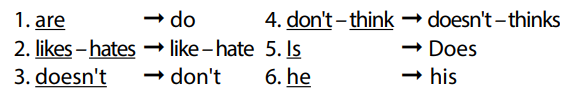 1. are → do 4. don't – think → doesn't – thinks
2. likes – hates → like – hate 5. Is → Does
3. doesn't → don't 6. he → his